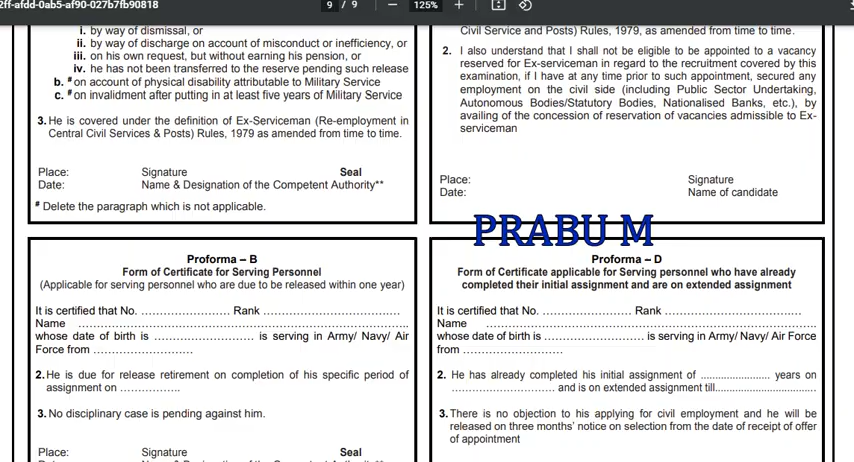 2ff-afdd-0ab5-af90-027b7fb90818
9 / 9
125%
i. by way of dismissal, or
ii. by way of discharge on account of misconduct or inefficiency, or
iii. on his own request, but without earning his pension, or
iv. he has not been transferred to the reserve pending such release
b. # on account of physical disability attributable to Military Service
c. # on invalidment after putting in at least five years of Military Service
3. He is covered under the definition of Ex-Serviceman (Re-employment in
Central Civil Services & Posts) Rules, 1979 as amended from time to time.
Place: Signature Seal
Date: Name & Designation of the Competent Authority**
# Delete the paragraph which is not applicable.
Civil Service and Posts) Rules, 1979, as amended from time to time.
2. I also understand that I shall not be eligible to be appointed to a vacancy
reserved for Ex-serviceman in regard to the recruitment covered by this
examination, if I have at any time prior to such appointment, secured any
employment on the civil side (including Public Sector Undertaking,
Autonomous Bodies/Statutory Bodies, Nationalised Banks, etc.), by
availing of the concession of reservation of vacancies admissible to Ex-
serviceman
Place: Signature
Date: Name of candidate
PRABU M
Proforma – B
Form of Certificate for Serving Personnel
(Applicable for serving personnel who are due to be released within one year)
It is certified that No. ........................ Rank ....................................
Name ....................................................................................
whose date of birth is ........................... is serving in Army/ Navy/ Air
Force from ...........................
2. He is due for release retirement on completion of his specific period of
assignment on ................
3. No disciplinary case is pending against him.
Place: Signature Seal
Proforma – D
Form of Certificate applicable for Serving personnel who have already
completed their initial assignment and are on extended assignment
It is certified that No. ........................... Rank ....................................
Name ....................................................................................
whose date of birth is ........................... is serving in Army/ Navy/ Air Force
from ...........................
2. He has already completed his initial assignment of ....................... years on
........................... and is on extended assignment till..................................
3. There is no objection to his applying for civil employment and he will be
released on three months' notice on selection from the date of receipt of offer
of appointment